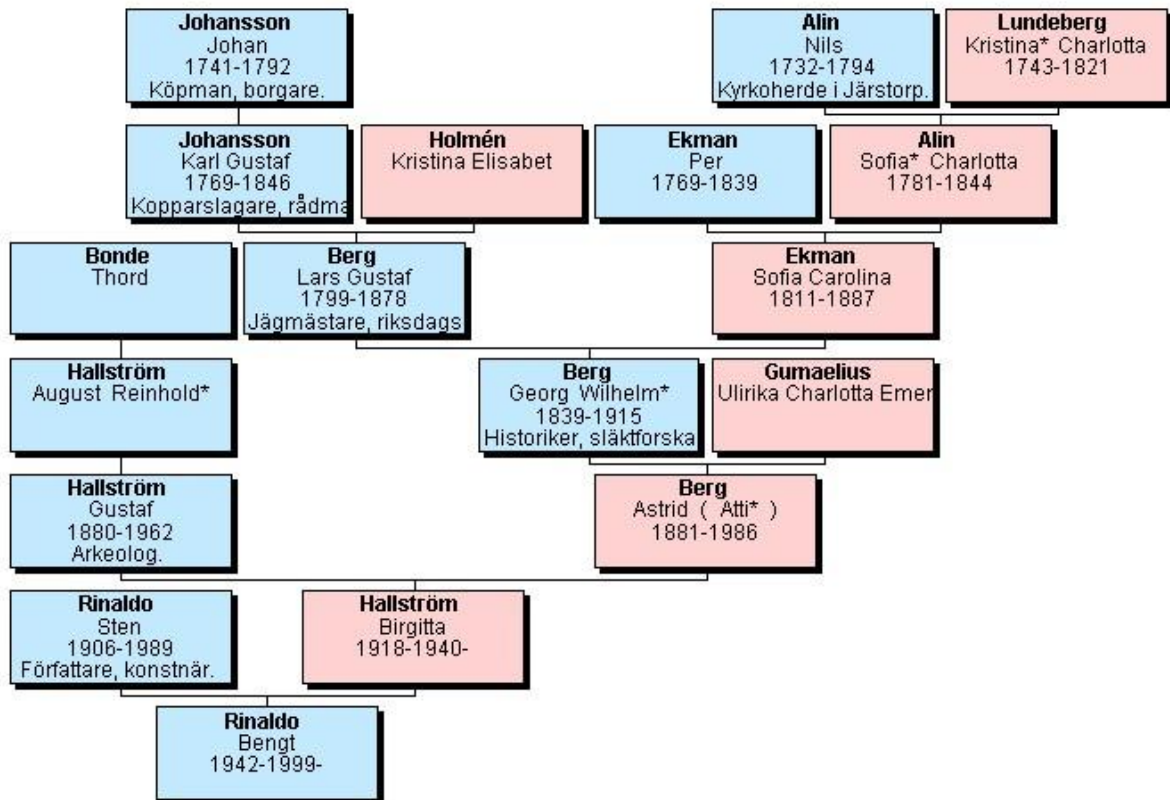 Johansson
Johan
1741-1792
Köpman, borgare.
Alin
Nils
1732-1794
Kyrkoherde i Järstorp.
Lundeberg
Kristina* Charlotta
1743-1821
Johansson
Karl Gustaf
1769-1846
Kopparslagare, rådma
Holmén
Kristina Elisabet
Ekman
Per
1769-1839
Alin
Sofia* Charlotta
1781-1844
Bonde
Thord
Berg
Lars Gustaf
1799-1878
Jägmästare, riksdags
Ekman
Sofia Carolina
1811-1887
Hallström
August Reinhold*
Berg
Georg Wilhelm*
1839-1915
Historiker, släktforska
Gumaelius
Ulirika Charlotta Emer
Hallström
Gustaf
1880-1962
Arkeolog.
Berg
Astrid ( Atti* )
1881-1986
Rinaldo
Sten
1906-1989
Författare, konstnär.
Hallström
Birgitta
1918-1940-
Rinaldo
Bengt
1942-1999-